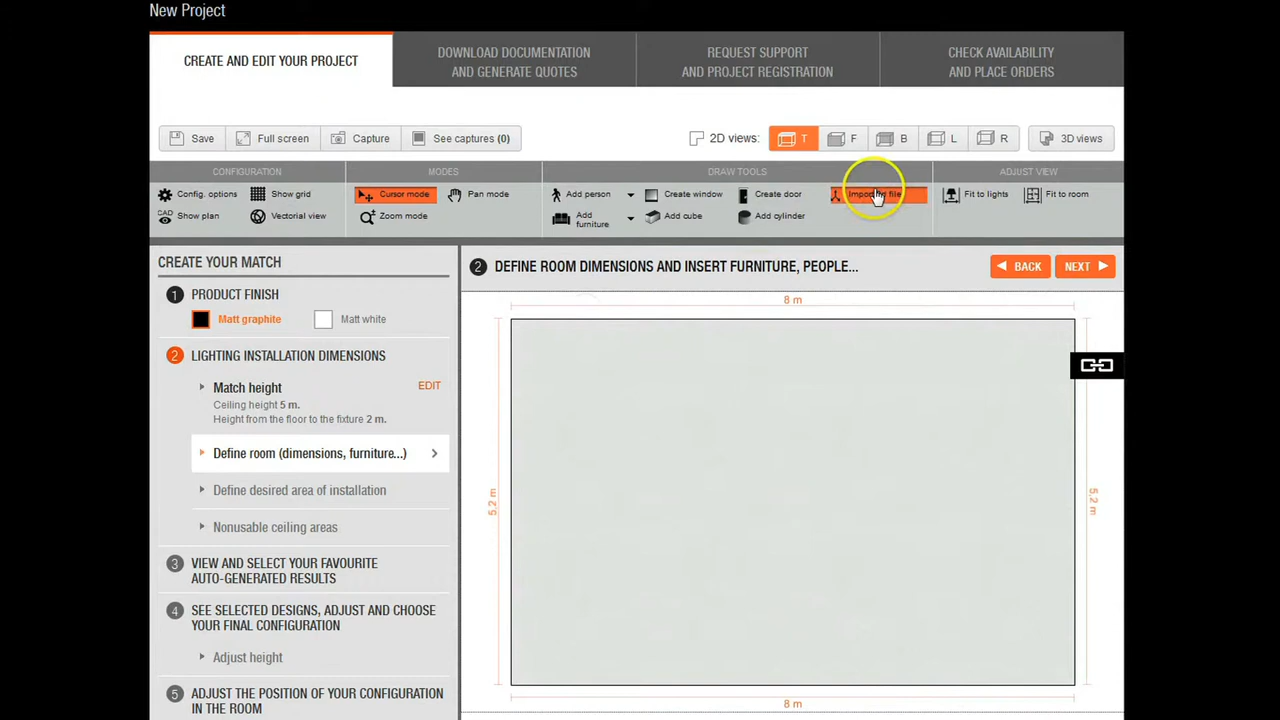 New Project
CREATE AND EDIT YOUR PROJECT
DOWNLOAD DOCUMENTATION
AND GENERATE QUOTES
REQUEST SUPPORT
AND PROJECT REGISTRATION
CHECK AVAILABILITY
AND PLACE ORDERS
Save
Full screen
Capture
See captures (0)
2D views:
T
F
B
L
R
3D views
CONFIGURATION
MODES
DRAW TOOLS
ADJUST VIEW
Config. options
Show grid
Cursor mode
Pan mode
Add person
Create window
Create door
file
Fit to lights
Fit to room
CAD
Show plan
Vectorial view
Zoom mode
Add
furniture
Add cube
Add cylinder
CREATE YOUR MATCH
1 PRODUCT FINISH
Matt graphite
Matt white
2 LIGHTING INSTALLATION DIMENSIONS
Match height
EDIT
Ceiling height 5 m.
Height from the floor to the fixture 2 m.
Define room (dimensions, furniture...)
Define desired area of installation
Nonusable ceiling areas
3 VIEW AND SELECT YOUR FAVOURITE
AUTO-GENERATED RESULTS
4 SEE SELECTED DESIGNS, ADJUST AND CHOOSE
YOUR FINAL CONFIGURATION
Adjust height
5 ADJUST THE POSITION OF YOUR CONFIGURATION
IN THE ROOM
2 DEFINE ROOM DIMENSIONS AND INSERT FURNITURE, PEOPLE...
BACK
NEXT
8 m
5,2 m
5,2 m
8 m